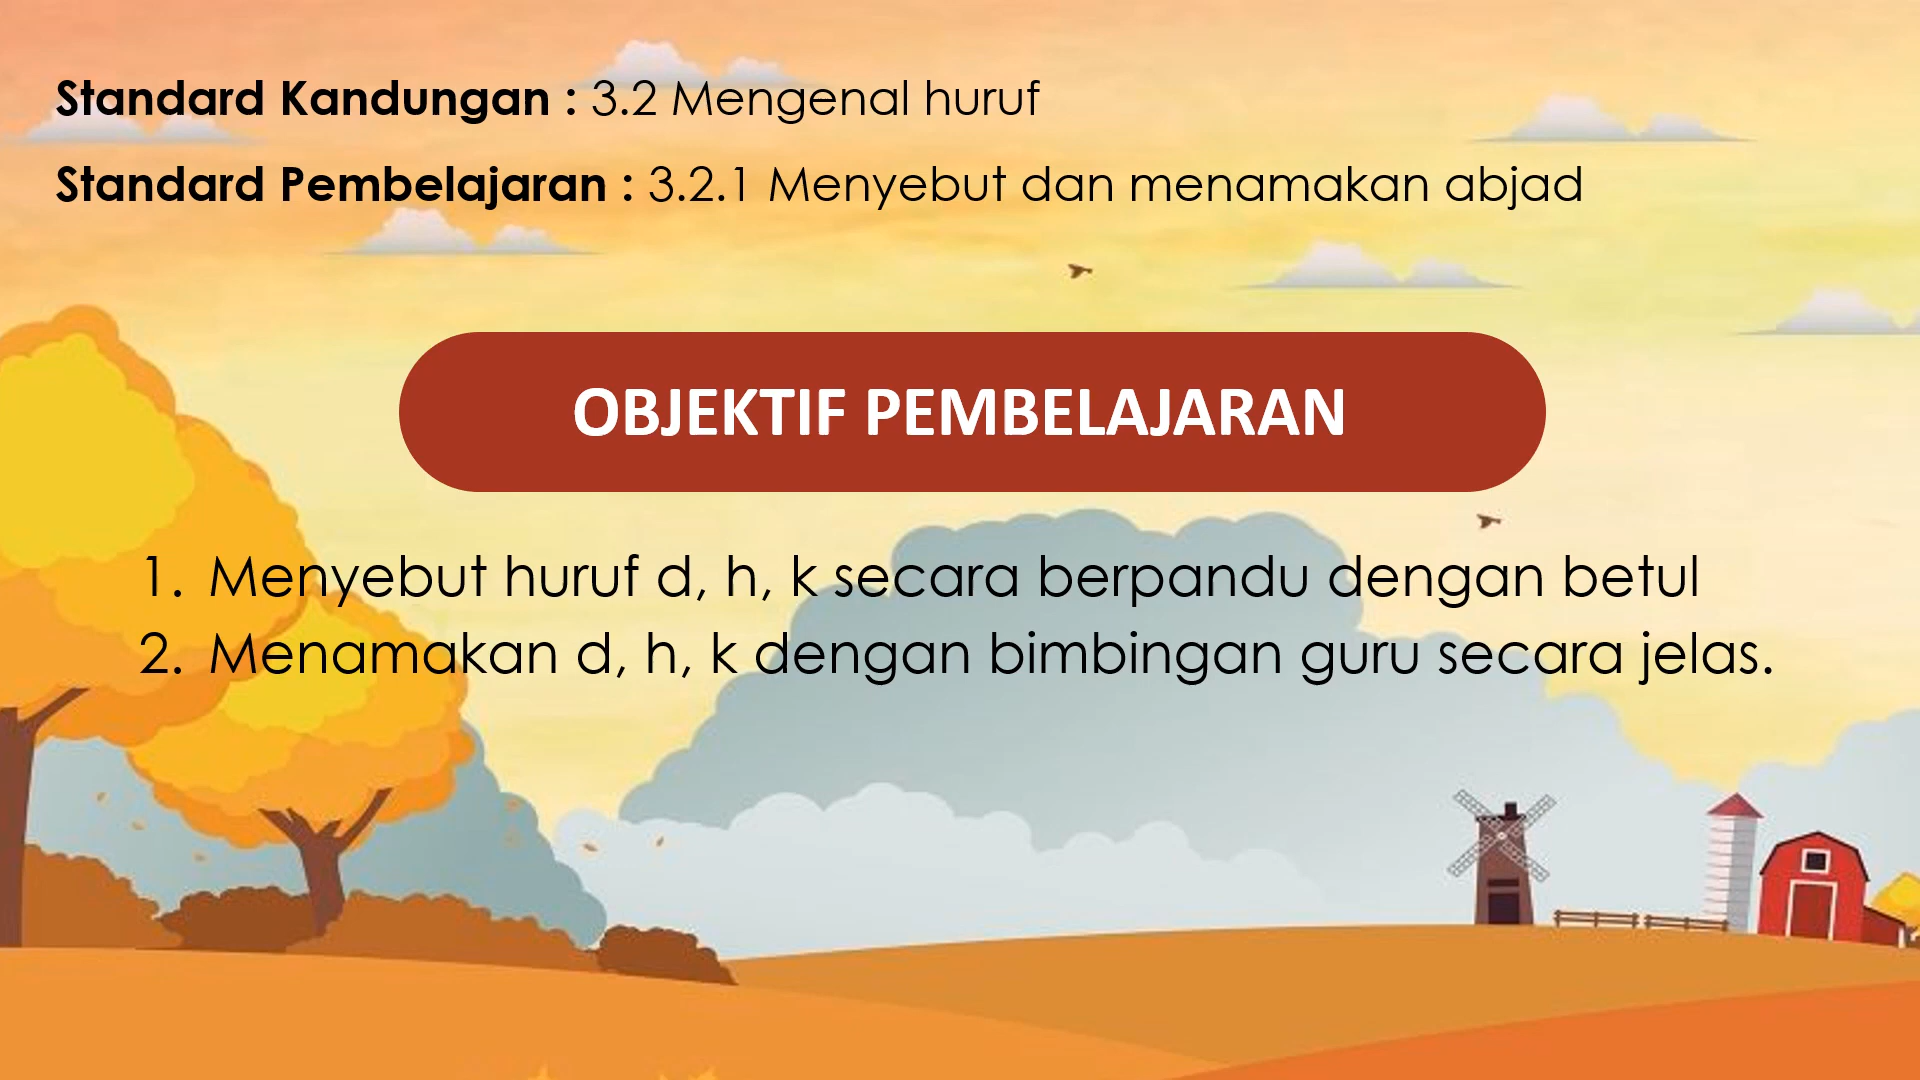 Standard Kandungan : 3.2 Mengenal huruf
Standard Pembelajaran : 3.2.1 Menyebut dan menamakan abjad
OBJEKTIF PEMBELAJARAN
1. Menyebut huruf d, h, k secara berpandu dengan betul
2. Menamakan d, h, k dengan bimbingan guru secara jelas.